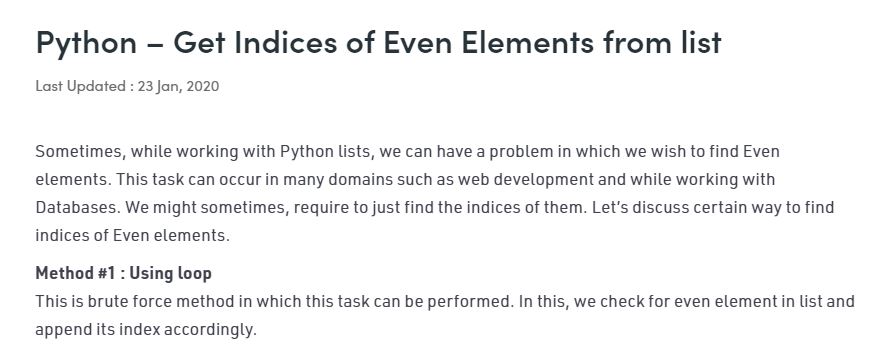 Python – Get Indices of Even Elements from list
Last Updated : 23 Jan, 2020
Sometimes, while working with Python lists, we can have a problem in which we wish to find Even
elements. This task can occur in many domains such as web development and while working with
Databases. We might sometimes, require to just find the indices of them. Let’s discuss certain way to find
indices of Even elements.
Method #1 : Using loop
This is brute force method in which this task can be performed. In this, we check for even element in list and
append its index accordingly.